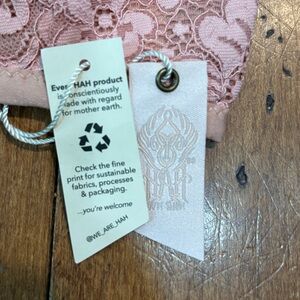 Every HAH product
is conscientiously
made with regard
for mother earth.
Check the fine
print for sustainable
fabrics, processes
& packaging.
...you're welcome
@WE_ARE_HAH
HAH